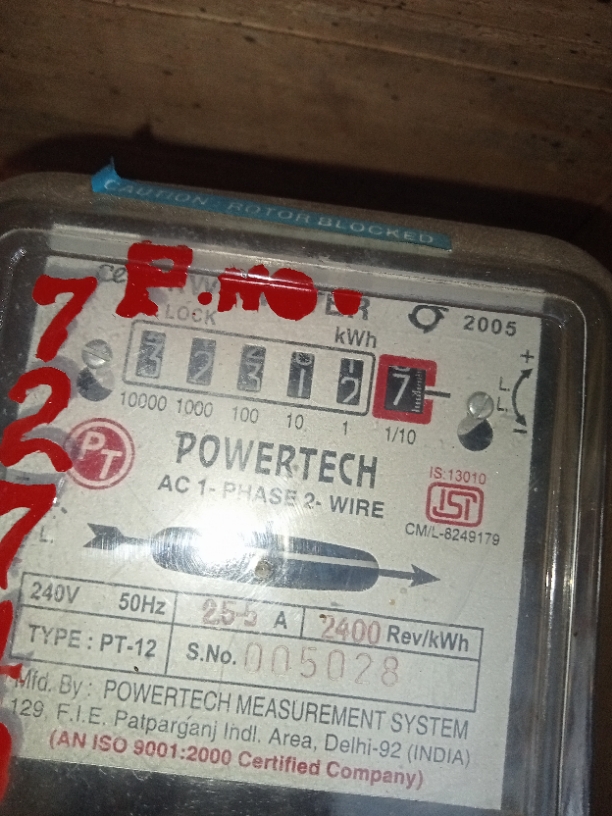 CAUTION : ROTOR BLOCKED
P.NO.
LOCK
2005
kWh
3 2 3 1 2 7
10000 1000 100 10 1 1/10
+
L.
L.
-
PT
POWERTECH
AC 1- PHASE 2- WIRE
IS:13010
ISI
CM/L-8249179
L.
240V 50Hz 2.5-5 A 2400 Rev/kWh
TYPE : PT-12 S.No. 005028
Mfd. By : POWERTECH MEASUREMENT SYSTEM
129, F.I.E. Patparganj Indl. Area, Delhi-92 (INDIA)
(AN ISO 9001:2000 Certified Company)
7
2
7